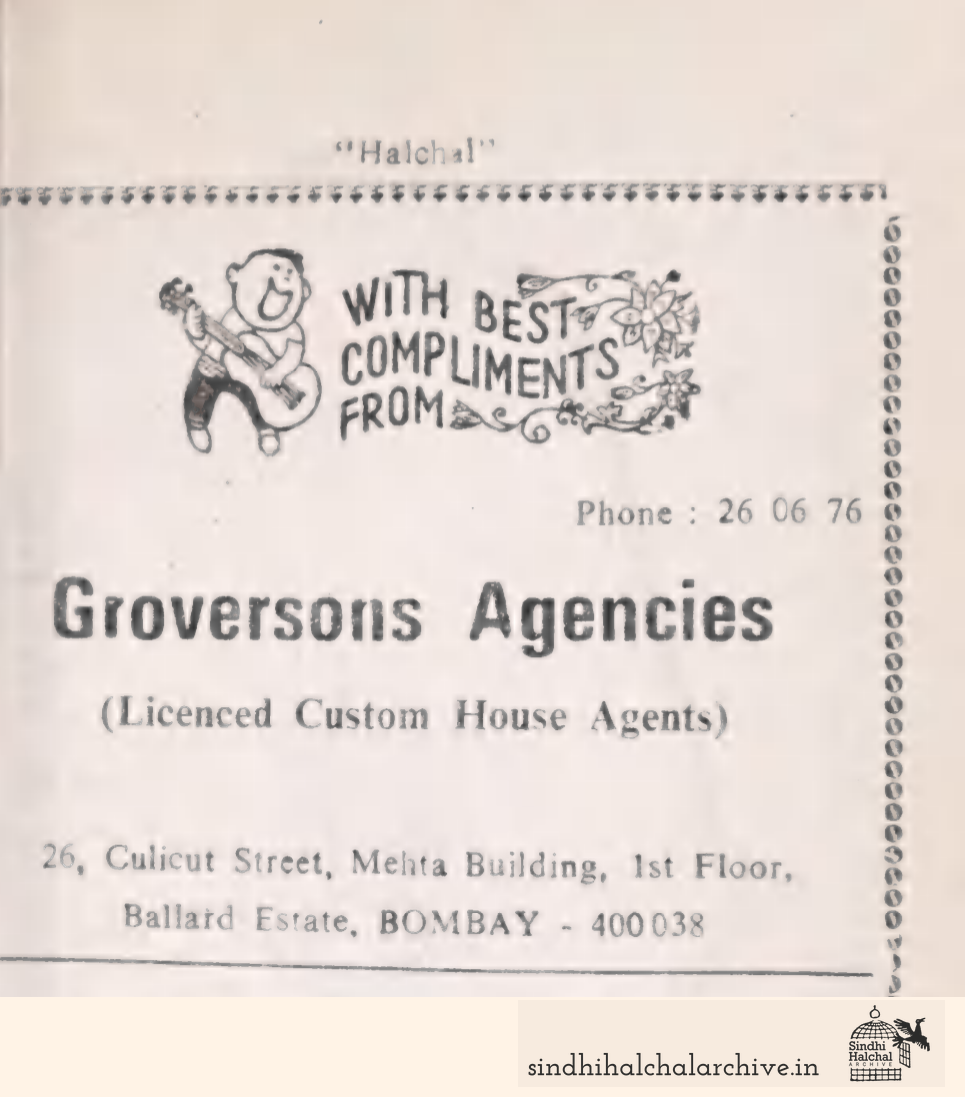 "Halchal"
WITH BEST
COMPLIMENTS
FROM
Phone : 26 06 76
Groversons Agencies
(Licenced Custom House Agents)
26, Culicut Street, Mehta Building, 1st Floor,
Ballard Estate, BOMBAY - 400038
sindhihalchalarchive.in
Sindhi
Halchal
ARCHIVE